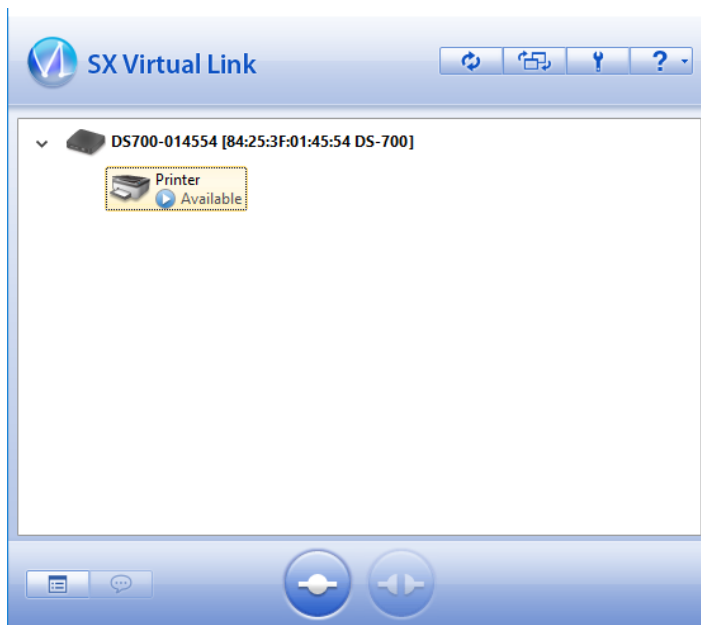 SX Virtual Link
?
DS700-014554 [84:25:3F:01:45:54 DS-700]
Printer
Available